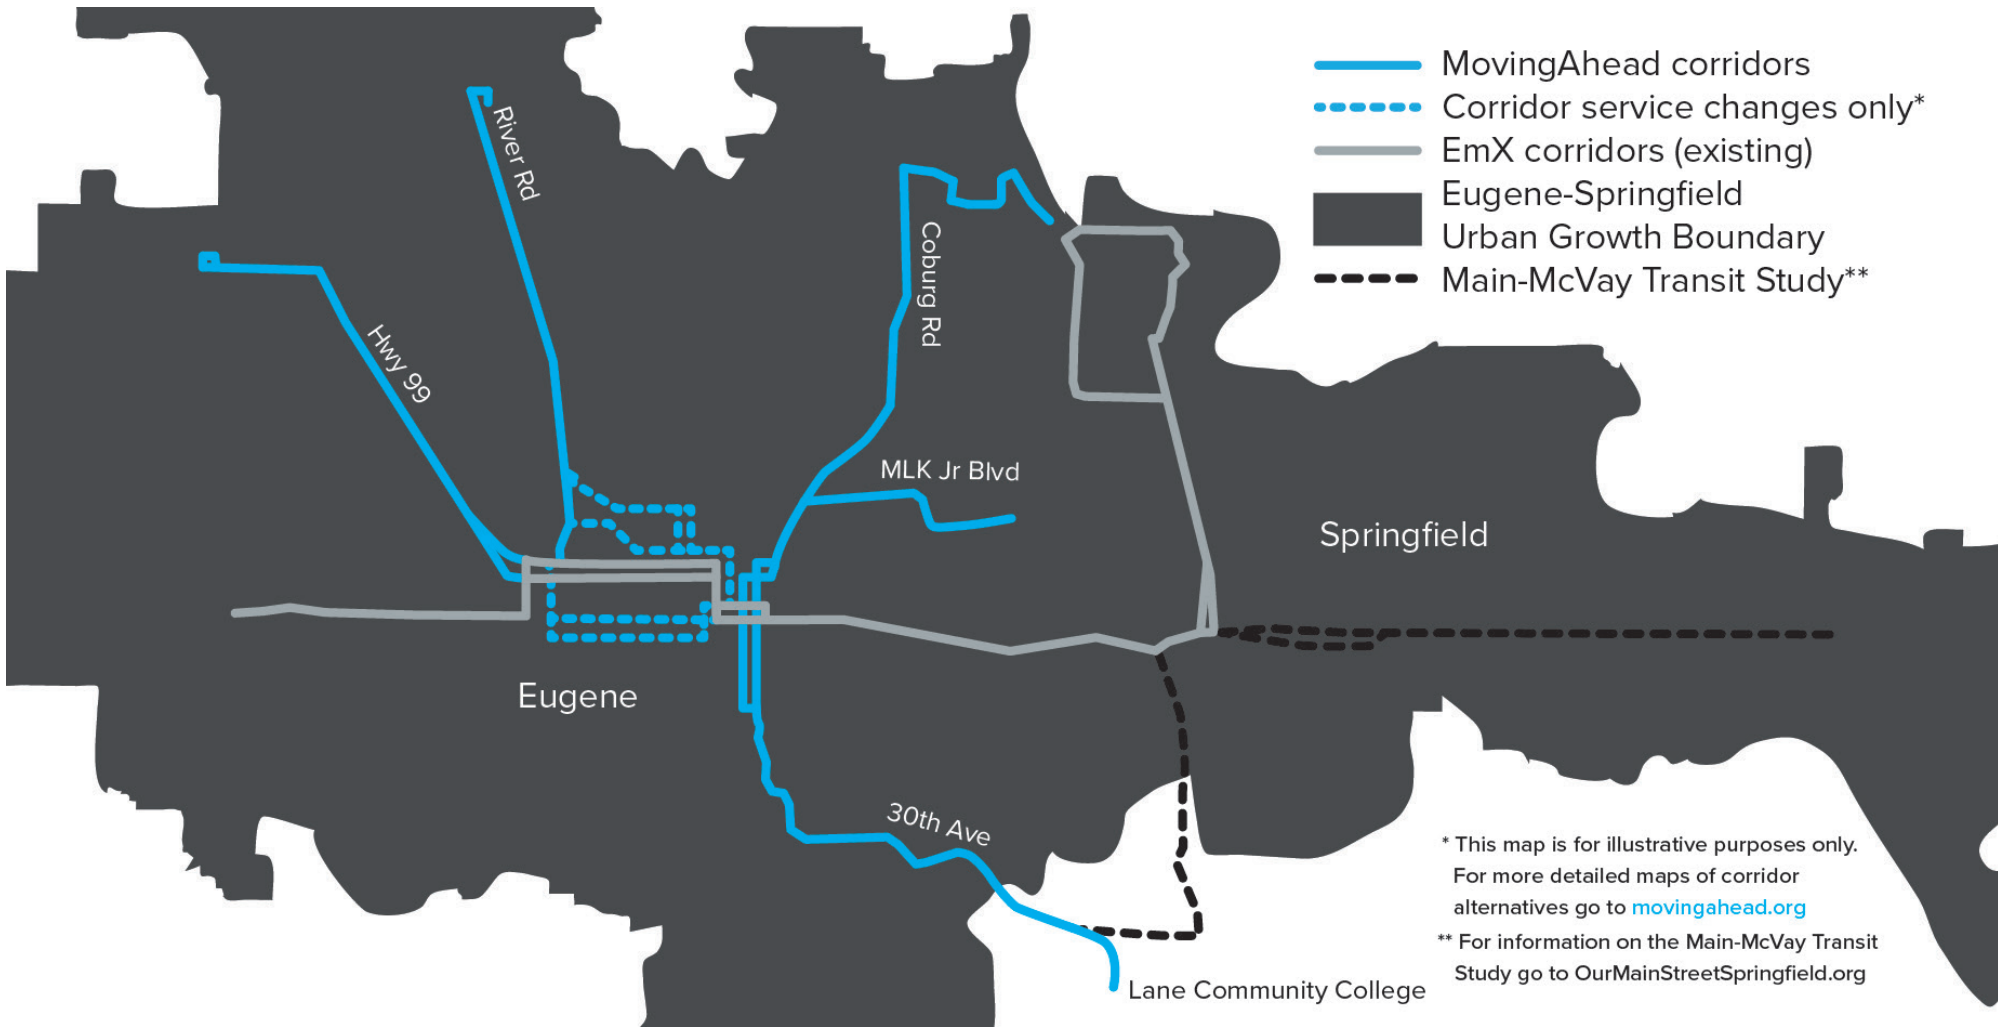 MovingAhead corridors
Corridor service changes only*
EmX corridors (existing)
Eugene-Springfield
Urban Growth Boundary
Main-McVay Transit Study**
River Rd
Hwy 99
Coburg Rd
MLK Jr Blvd
Springfield
Eugene
30th Ave
Lane Community College
* This map is for illustrative purposes only.
For more detailed maps of corridor
alternatives go to movingahead.org
** For information on the Main-McVay Transit
Study go to OurMainStreetSpringfield.org